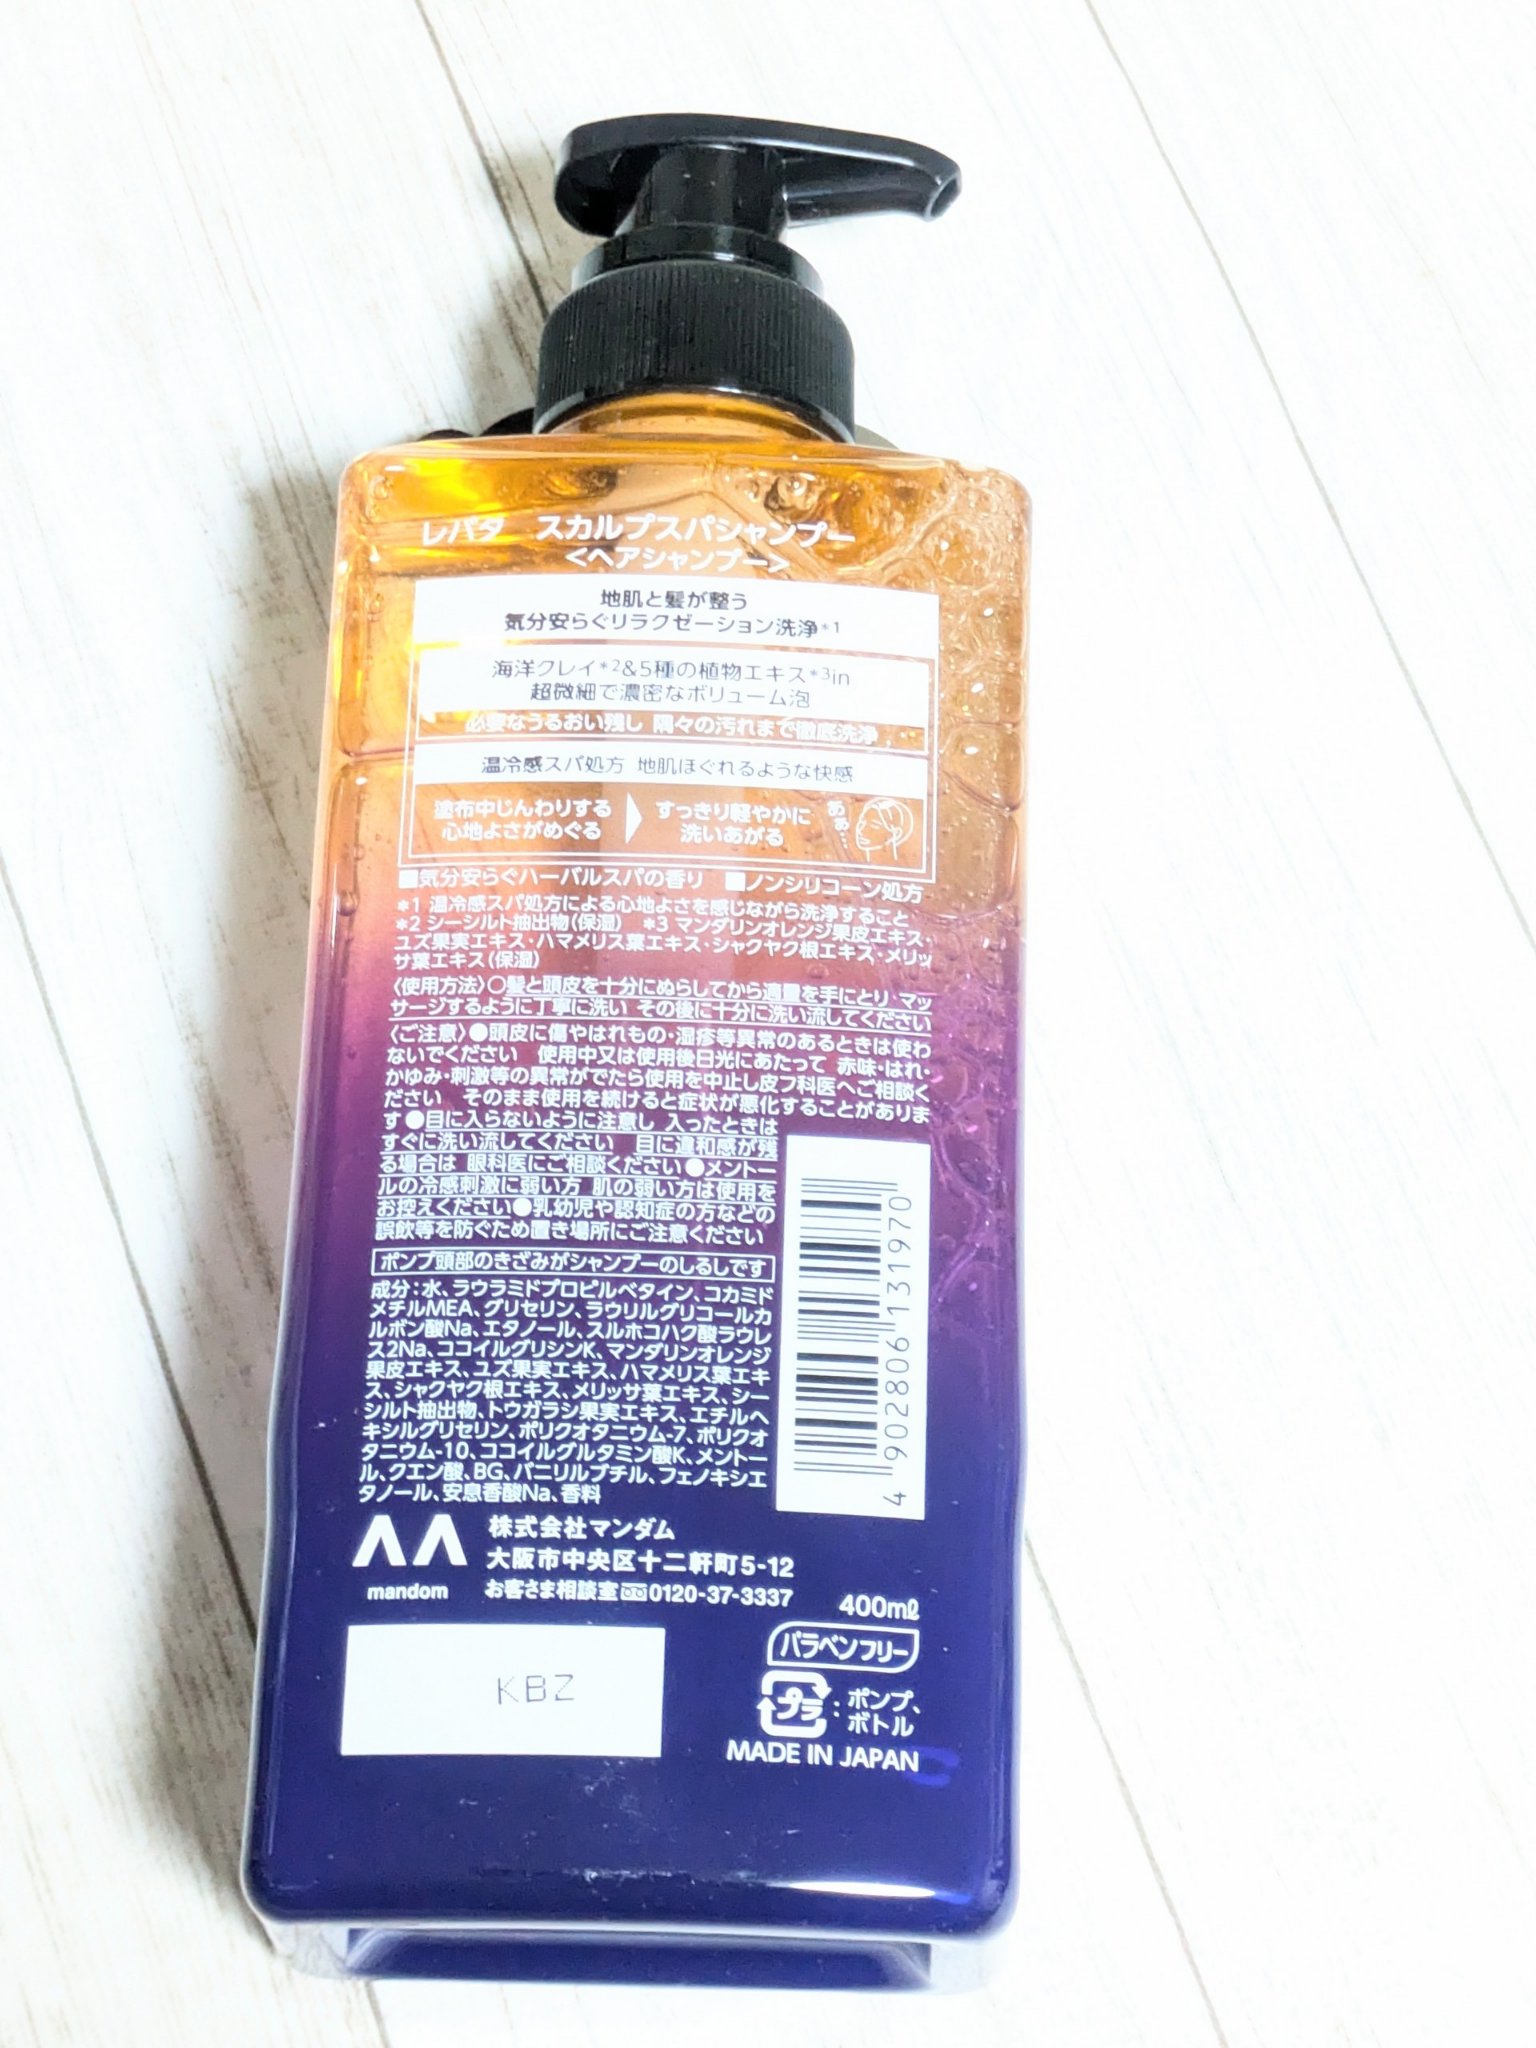 レバタ スカルプスパシャンプー
<ヘアシャンプー>
地肌と髪が整う
気分安らぐリラクゼーション洗浄*1
海洋クレイ*2&5種の植物エキス*3in
超微細で濃密なボリューム泡
必要なうるおい残し 隅々の汚れまで徹底洗浄
温冷感スパ処方 地肌ほぐれるような快感
塗布中じんわりする
心地よさがめぐる
すっきり軽やかに
洗いあがる
ああ…
■気分安らぐハーバルスパの香り ■ノンシリコーン処方
*1 温冷感スパ処方による心地よさを感じながら洗浄すること
*2 シーシルト抽出物(保湿) *3 マンダリンオレンジ果皮エキス・
ユズ果実エキス・ハマメリス葉エキス・シャクヤク根エキス・メリッ
サ葉エキス(保湿)
〈使用方法〉○髪と頭皮を十分にぬらしてから適量を手にとり マッ
サージするように丁寧に洗い その後に十分に洗い流してください
〈ご注意〉●頭皮に傷やはれもの・湿疹等異常のあるときは使わ
ないでください 使用中又は使用後日光にあたって 赤味・はれ・
かゆみ・刺激等の異常がでたら使用を中止し皮フ科医へご相談く
ださい そのまま使用を続けると症状が悪化することがありま
す●目に入らないように注意し 入ったときは
すぐに洗い流してください 目に違和感が残
る場合は 眼科医にご相談ください●メントー
ルの冷感刺激に弱い方 肌の弱い方は使用を
お控えください●乳幼児や認知症の方などの
誤飲等を防ぐため置き場所にご注意ください
ポンプ頭部のきざみがシャンプーのしるしです
成分：水、ラウラミドプロピルベタイン、コカミド
メチルMEA、グリセリン、ラウリルグリコールカ
ルボン酸Na、エタノール、スルホコハク酸ラウレ
ス2Na、ココイルグリシンK、マンダリンオレンジ
果皮エキス、ユズ果実エキス、ハマメリス葉エキ
ス、シャクヤク根エキス、メリッサ葉エキス、シー
シルト抽出物、トウガラシ果実エキス、エチルヘ
キシルグリセリン、ポリクオタニウム-7、ポリクオ
タニウム-10、ココイルグルタミン酸K、メントー
ル、クエン酸、BG、バニリルブチル、フェノキシエ
タノール、安息香酸Na、香料
4 902806 131970
mandom
株式会社マンダム
大阪市中央区十二軒町5-12
お客さま相談室0120-37-3337
400mℓ
パラベンフリー
プラ：ポンプ、
ボトル
KBZ
MADE IN JAPAN